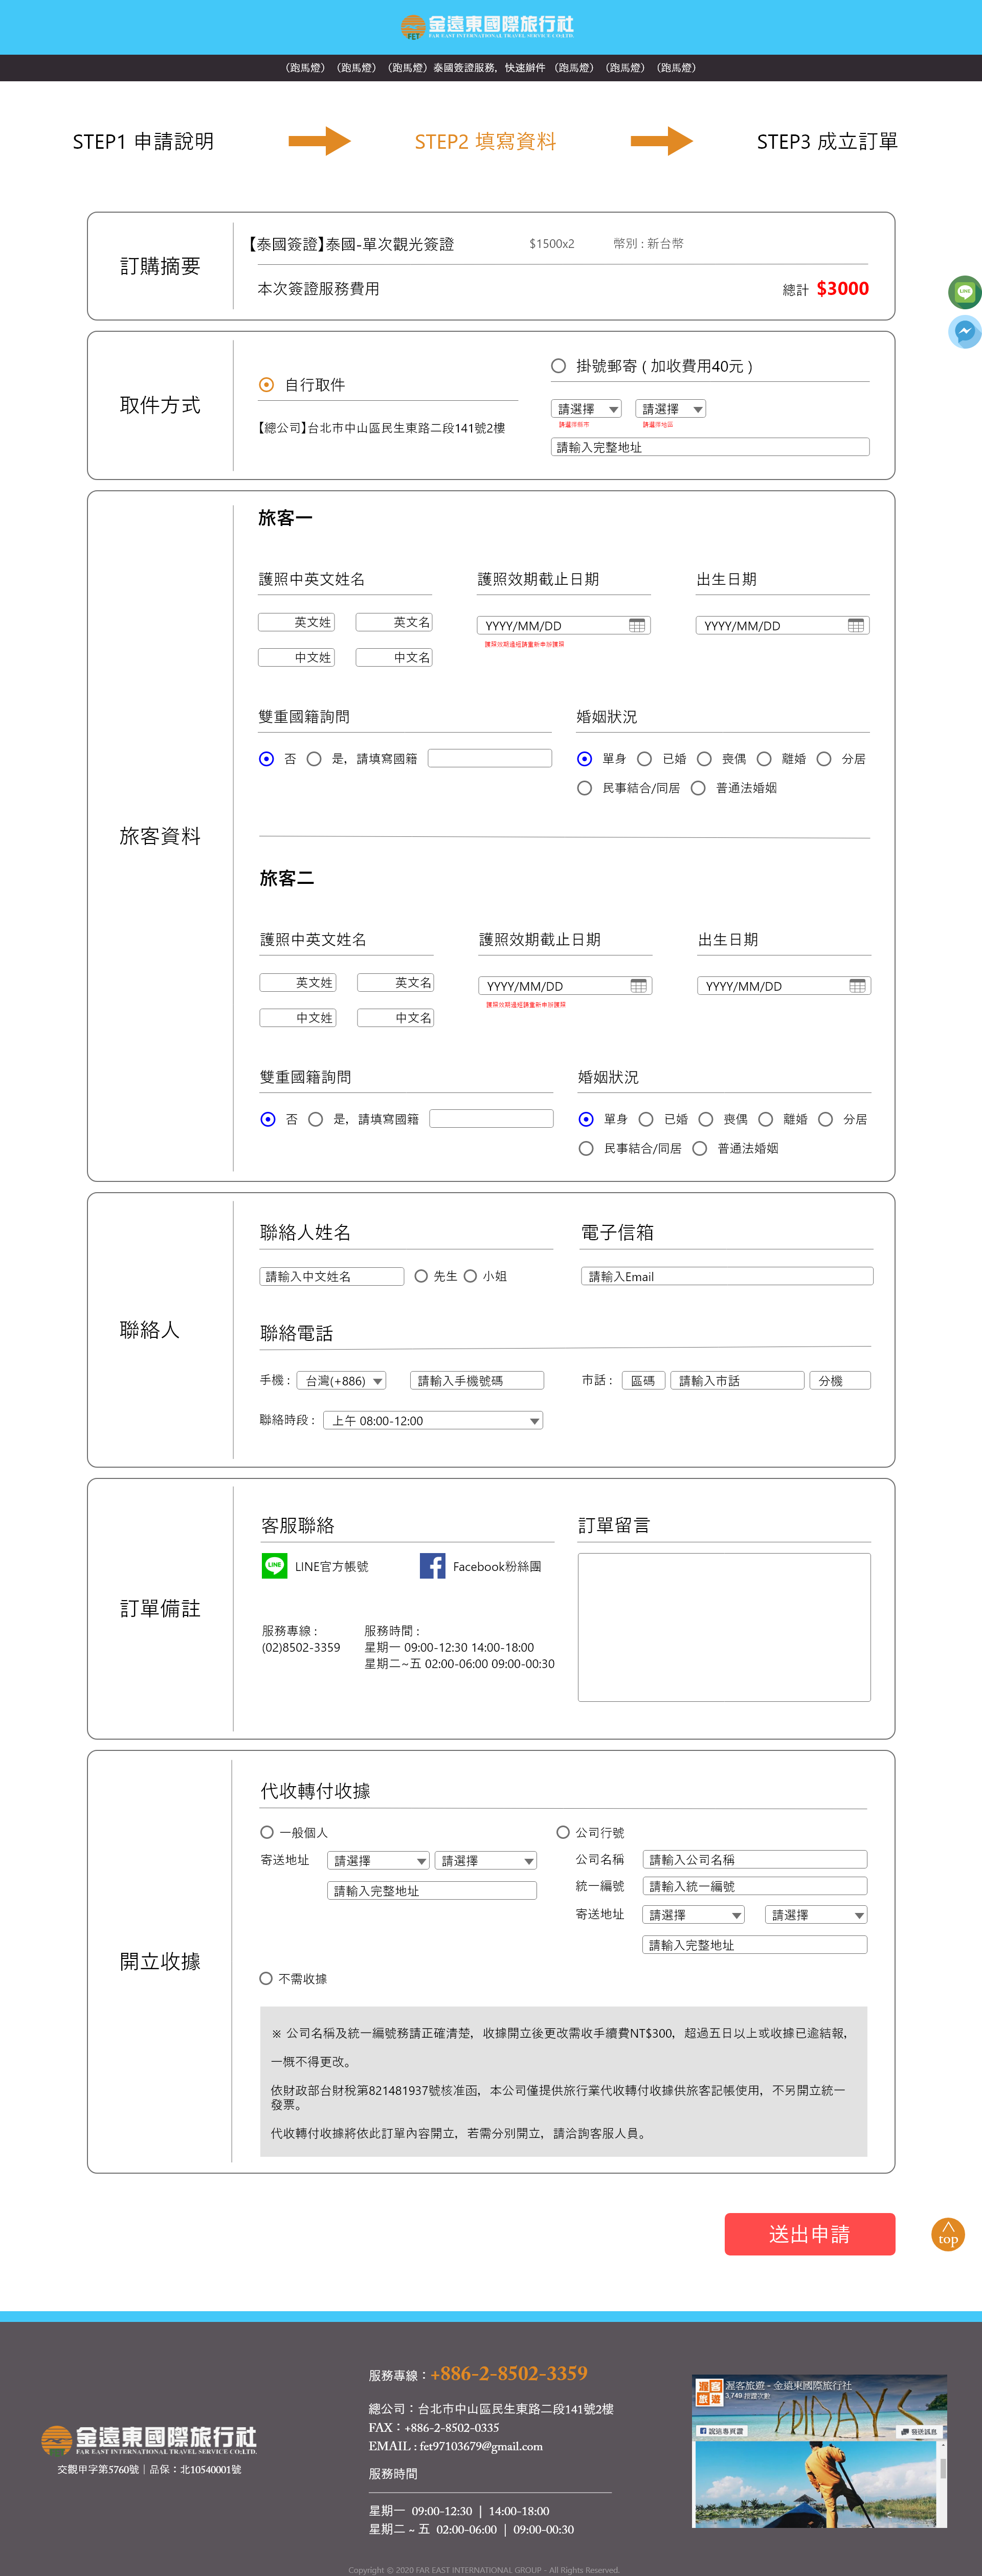 金遠東國際旅行社
FAR EAST INTERNATIONAL TRAVEL SERVICE CO LTD.
FET
（跑馬燈）（跑馬燈）（跑馬燈）泰國簽證服務，快速辦件（跑馬燈）（跑馬燈）（跑馬燈）
STEP1 申請說明
STEP2 填寫資料
STEP3 成立訂單
訂購摘要
【泰國簽證】泰國-單次觀光簽證 $1500x2 幣別 : 新台幣
本次簽證服務費用 總計 $3000
LINE
取件方式
自行取件
【總公司】台北市中山區民生東路二段141號2樓
掛號郵寄 ( 加收費用40元 )
請選擇 請選擇
請選擇縣市 請選擇地區
請輸入完整地址
旅客資料
旅客一
護照中英文姓名 護照效期截止日期 出生日期
英文姓 英文名 YYYY/MM/DD YYYY/MM/DD
護照效期過短請重新申辦護照
中文姓 中文名
雙重國籍詢問 婚姻狀況
否 是，請填寫國籍 單身 已婚 喪偶 離婚 分居
民事結合/同居 普通法婚姻
旅客二
護照中英文姓名 護照效期截止日期 出生日期
英文姓 英文名 YYYY/MM/DD YYYY/MM/DD
護照效期過短請重新申辦護照
中文姓 中文名
雙重國籍詢問 婚姻狀況
否 是，請填寫國籍 單身 已婚 喪偶 離婚 分居
民事結合/同居 普通法婚姻
聯絡人
聯絡人姓名 電子信箱
請輸入中文姓名 先生 小姐 請輸入Email
聯絡電話
手機 : 台灣(+886) 請輸入手機號碼 市話 : 區碼 請輸入市話 分機
聯絡時段 : 上午 08:00-12:00
訂單備註
客服聯絡 訂單留言
LINE LINE官方帳號 Facebook粉絲團
服務專線 :
(02)8502-3359
服務時間 :
星期一 09:00-12:30 14:00-18:00
星期二~五 02:00-06:00 09:00-00:30
開立收據
代收轉付收據
一般個人
寄送地址 請選擇 請選擇
請輸入完整地址
公司行號
公司名稱 請輸入公司名稱
統一編號 請輸入統一編號
寄送地址 請選擇 請選擇
請輸入完整地址
不需收據
※ 公司名稱及統一編號務請正確清楚，收據開立後更改需收手續費NT$300，超過五日以上或收據已逾結報，
一概不得更改。
依財政部台財稅第821481937號核准函，本公司僅提供旅行業代收轉付收據供旅客記帳使用，不另開立統一
發票。
代收轉付收據將依此訂單內容開立，若需分別開立，請洽詢客服人員。
送出申請
top
金遠東國際旅行社
FAR EAST INTERNATIONAL TRAVEL SERVICE CO LTD.
交觀甲字第5760號｜品保：北10540001號
服務專線：+886-2-8502-3359
總公司：台北市中山區民生東路二段141號2樓
FAX：+886-2-8502-0335
EMAIL : fet97103679@gmail.com
服務時間
星期一 09:00-12:30 | 14:00-18:00
星期二 ~ 五 02:00-06:00 | 09:00-00:30
渥客旅遊
渥客旅遊 - 金遠東國際旅行社
3,749 按讚次數
說這專頁讚
發送訊息
Copyright © 2020 FAR EAST INTERNATIONAL GROUP - All Rights Reserved.